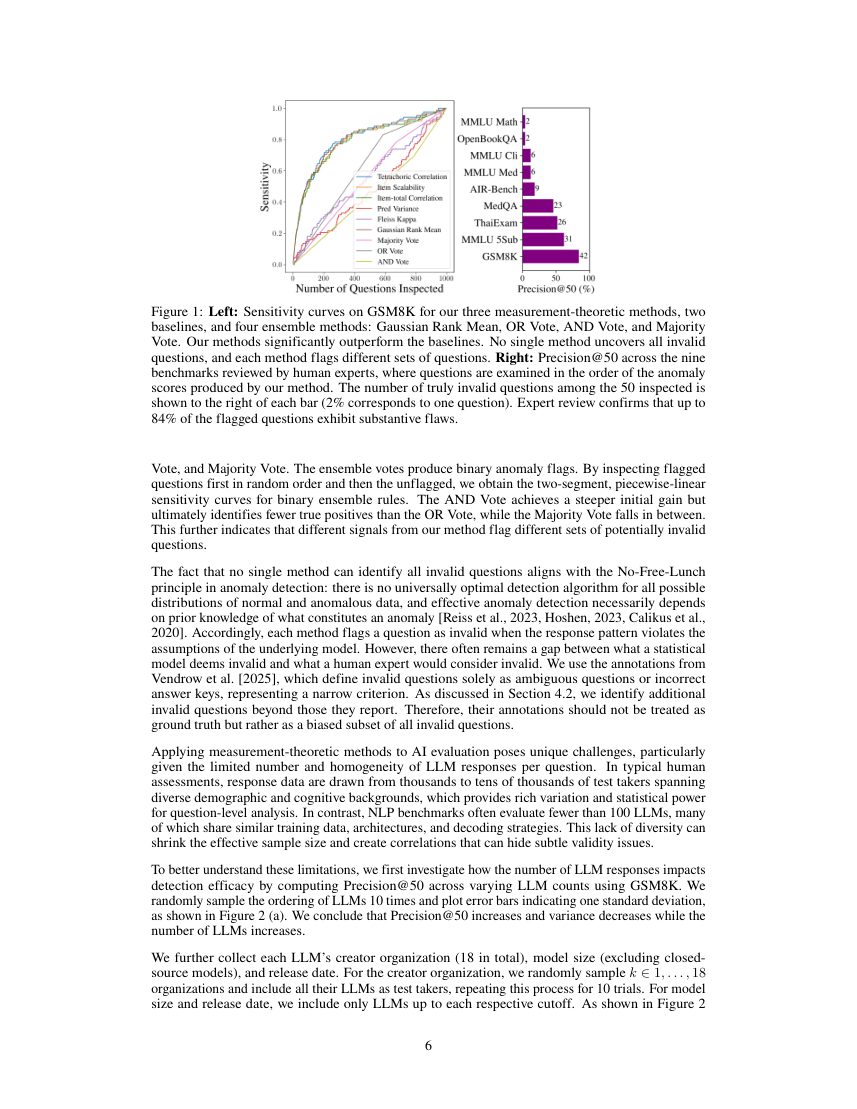 1.0
0.8
0.6
0.4
0.2
0.0
Sensitivity
0 200 400 600 800 1000
Number of Questions Inspected
Tetrachoric Correlation
Item Scalability
Item-total Correlation
Pred Variance
Fleiss Kappa
Gaussian Rank Mean
Majority Vote
OR Vote
AND Vote
MMLU Math 2
OpenBookQA 2
MMLU Cli 6
MMLU Med 6
AIR-Bench 9
MedQA 23
ThaiExam 26
MMLU 5Sub 31
GSM8K 42
0 50 100
Precision@50 (%)
Figure 1: Left: Sensitivity curves on GSM8K for our three measurement-theoretic methods, two
baselines, and four ensemble methods: Gaussian Rank Mean, OR Vote, AND Vote, and Majority
Vote. Our methods significantly outperform the baselines. No single method uncovers all invalid
questions, and each method flags different sets of questions. Right: Precision@50 across the nine
benchmarks reviewed by human experts, where questions are examined in the order of the anomaly
scores produced by our method. The number of truly invalid questions among the 50 inspected is
shown to the right of each bar (2% corresponds to one question). Expert review confirms that up to
84% of the flagged questions exhibit substantive flaws.
Vote, and Majority Vote. The ensemble votes produce binary anomaly flags. By inspecting flagged
questions first in random order and then the unflagged, we obtain the two-segment, piecewise-linear
sensitivity curves for binary ensemble rules. The AND Vote achieves a steeper initial gain but
ultimately identifies fewer true positives than the OR Vote, while the Majority Vote falls in between.
This further indicates that different signals from our method flag different sets of potentially invalid
questions.
The fact that no single method can identify all invalid questions aligns with the No-Free-Lunch
principle in anomaly detection: there is no universally optimal detection algorithm for all possible
distributions of normal and anomalous data, and effective anomaly detection necessarily depends
on prior knowledge of what constitutes an anomaly [Reiss et al., 2023, Hoshen, 2023, Calikus et al.,
2020]. Accordingly, each method flags a question as invalid when the response pattern violates the
assumptions of the underlying model. However, there often remains a gap between what a statistical
model deems invalid and what a human expert would consider invalid. We use the annotations from
Vendrow et al. [2025], which define invalid questions solely as ambiguous questions or incorrect
answer keys, representing a narrow criterion. As discussed in Section 4.2, we identify additional
invalid questions beyond those they report. Therefore, their annotations should not be treated as
ground truth but rather as a biased subset of all invalid questions.
Applying measurement-theoretic methods to AI evaluation poses unique challenges, particularly
given the limited number and homogeneity of LLM responses per question. In typical human
assessments, response data are drawn from thousands to tens of thousands of test takers spanning
diverse demographic and cognitive backgrounds, which provides rich variation and statistical power
for question-level analysis. In contrast, NLP benchmarks often evaluate fewer than 100 LLMs, many
of which share similar training data, architectures, and decoding strategies. This lack of diversity can
shrink the effective sample size and create correlations that can hide subtle validity issues.
To better understand these limitations, we first investigate how the number of LLM responses impacts
detection efficacy by computing Precision@50 across varying LLM counts using GSM8K. We
randomly sample the ordering of LLMs 10 times and plot error bars indicating one standard deviation,
as shown in Figure 2 (a). We conclude that Precision@50 increases and variance decreases while the
number of LLMs increases.
We further collect each LLM's creator organization (18 in total), model size (excluding closed-
source models), and release date. For the creator organization, we randomly sample k ∈ 1, . . . , 18
organizations and include all their LLMs as test takers, repeating this process for 10 trials. For model
size and release date, we include only LLMs up to each respective cutoff. As shown in Figure 2
6